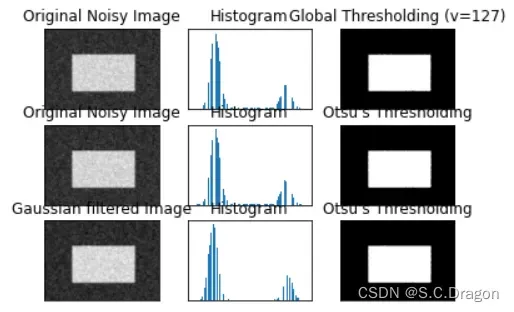 Original Noisy Image Histogram Global Thresholding (v=127)
Original Noisy Image Histogram Otsu's Thresholding
Gaussian filtered Image Histogram Otsu's Thresholding
CSDN @S.C.Dragon